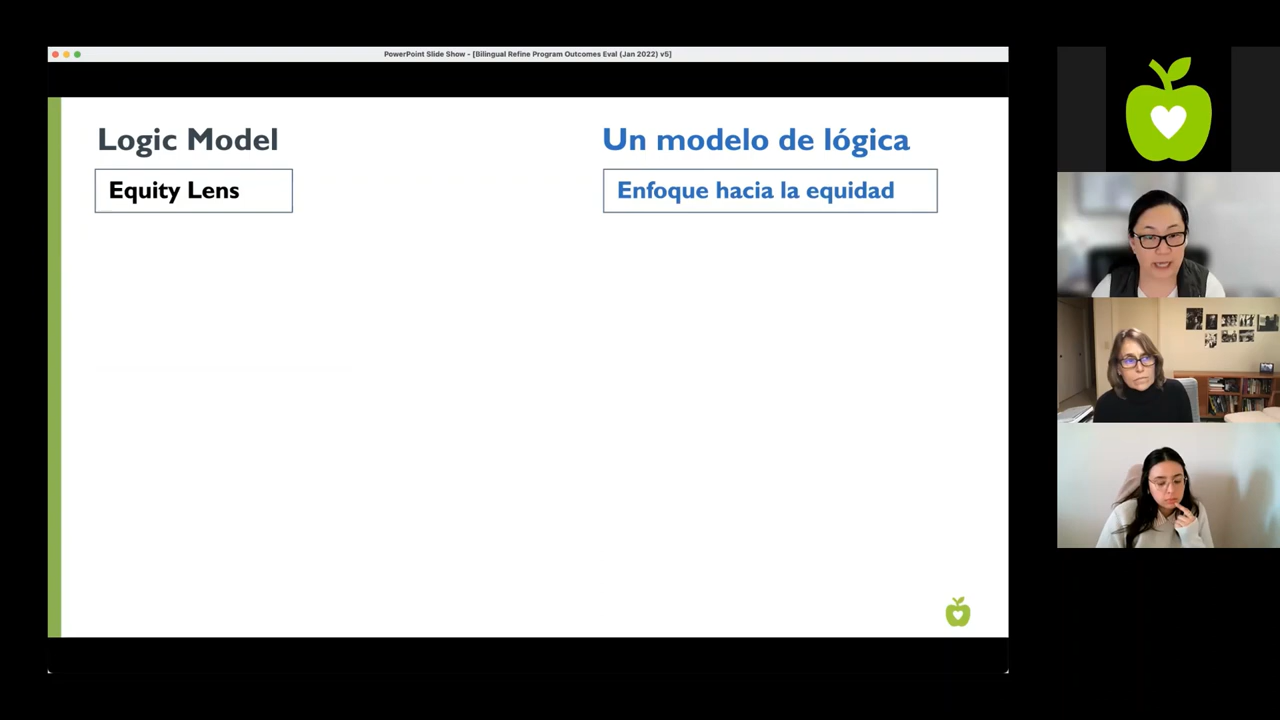 PowerPoint Slide Show - [Bilingual Refine Program Outcomes Eval (Jan 2022) v5]
Logic Model
Un modelo de lógica
Equity Lens
Enfoque hacia la equidad